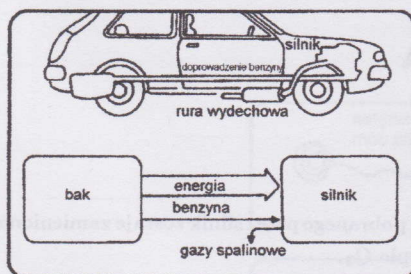 silnik
doprowadzenie benzyny
rura wydechowa
bak
energia
benzyna
silnik
gazy spalinowe